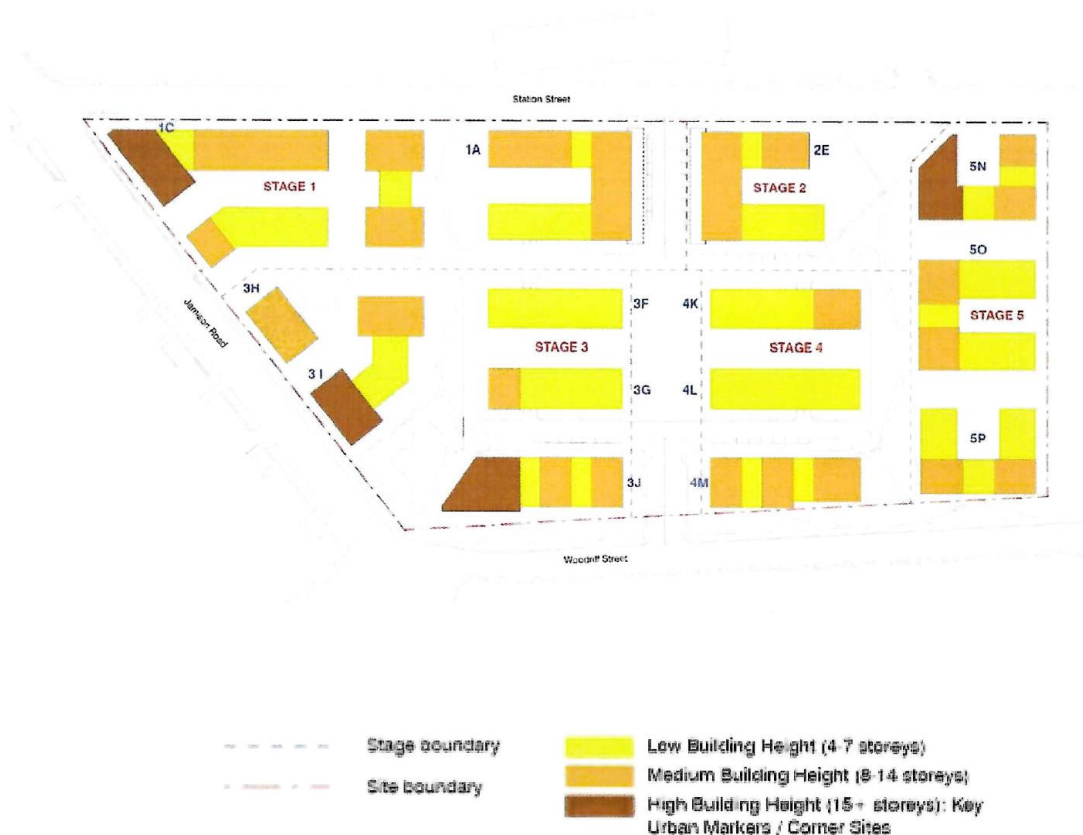 Station Street
1C
1A
2E
5N
STAGE 1
STAGE 2
5O
3H
3F
4K
Jamison Road
STAGE 5
STAGE 3
STAGE 4
3 I
3G
4L
5P
3J
4M
Woodriff Street
Stage boundary
Low Building Height (4-7 storeys)
Medium Building Height (8-14 storeys)
Site boundary
High Building Height (15+ storeys): Key
Urban Markers / Corner Sites